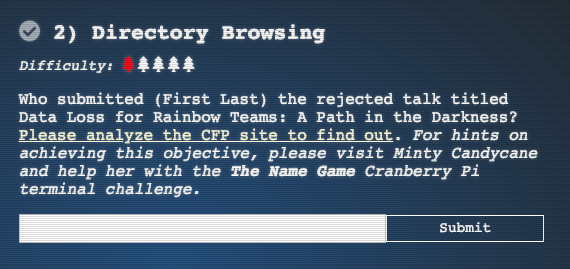 2) Directory Browsing
Difficulty:
Who submitted (First Last) the rejected talk titled
Data Loss for Rainbow Teams: A Path in the Darkness?
Please analyze the CFP site to find out. For hints on
achieving this objective, please visit Minty Candycane
and help her with the The Name Game Cranberry Pi
terminal challenge.
Submit